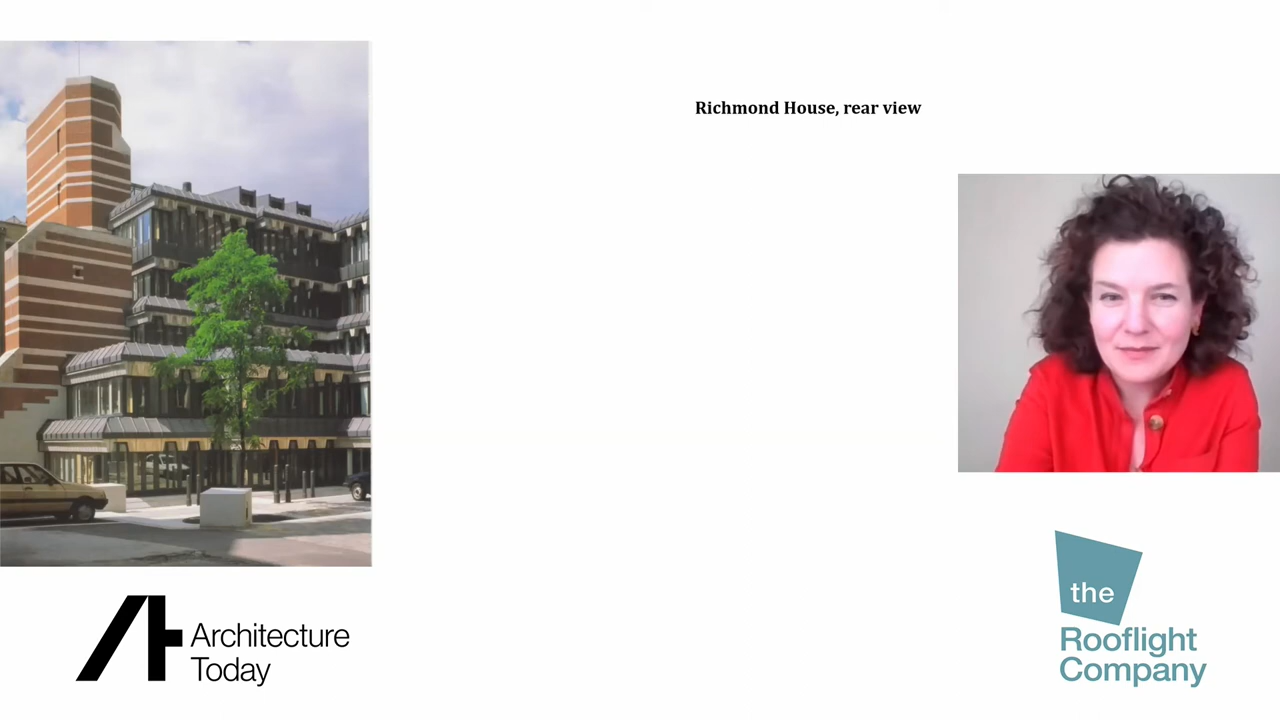 Richmond House, rear view
Architecture
Today
the
Rooflight
Company